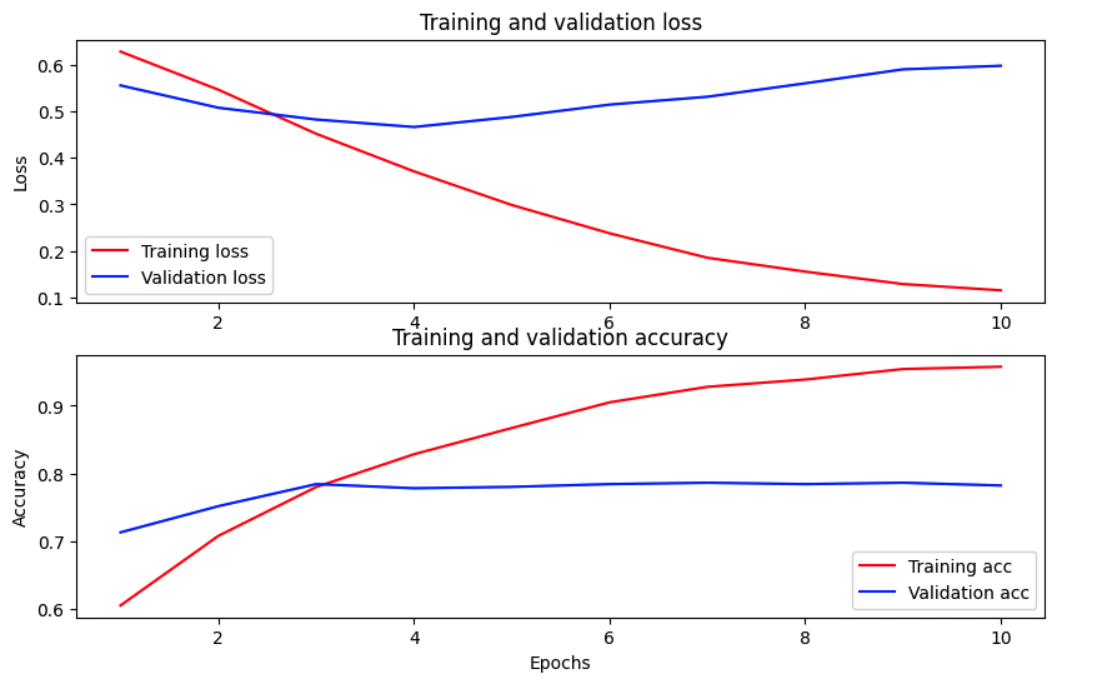 Training and validation loss
0.6
0.5
0.4
0.3
0.2
0.1
Loss
Training loss
Validation loss
2 4 6 8 10
Training and validation accuracy
0.9
0.8
0.7
0.6
Accuracy
Training acc
Validation acc
2 4 6 8 10
Epochs